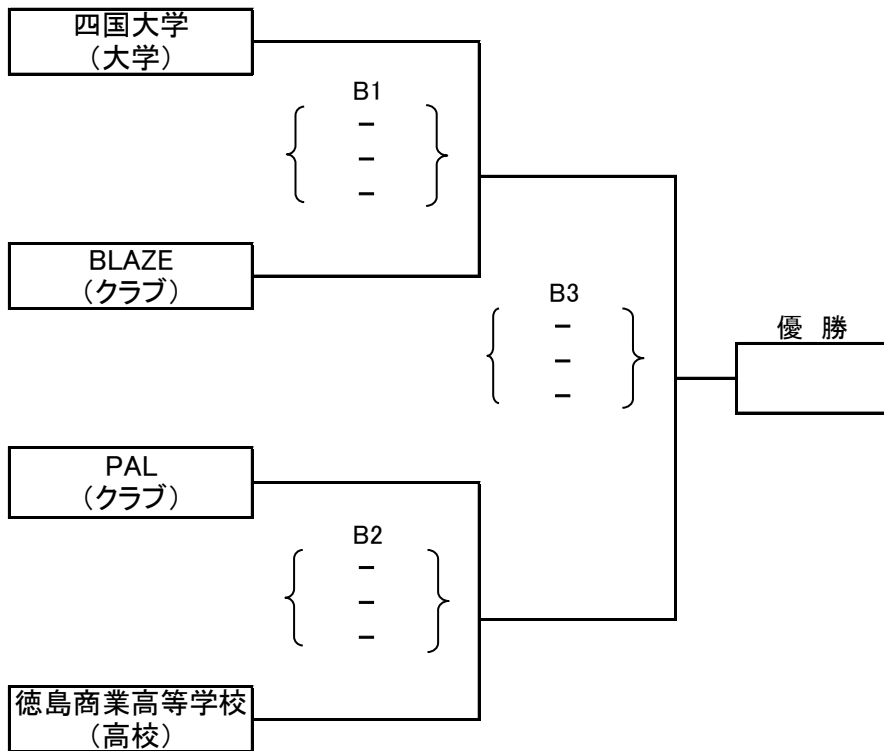 四国大学
(大学)
B1
-
-
-
BLAZE
(クラブ)
B3
-
-
-
優 勝
PAL
(クラブ)
B2
-
-
-
徳島商業高等学校
(高校)